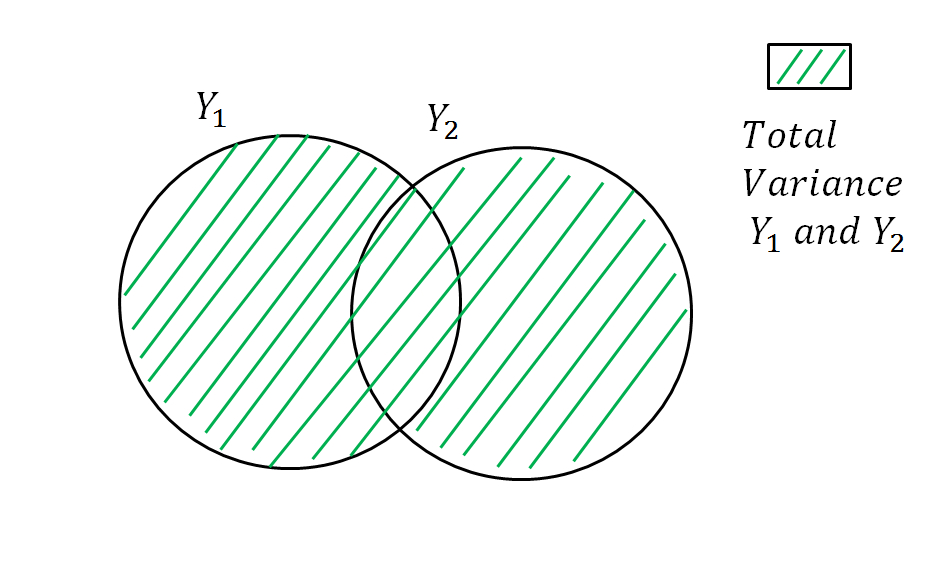 Y₁
Y₂
Total
Variance
Y₁ and Y₂